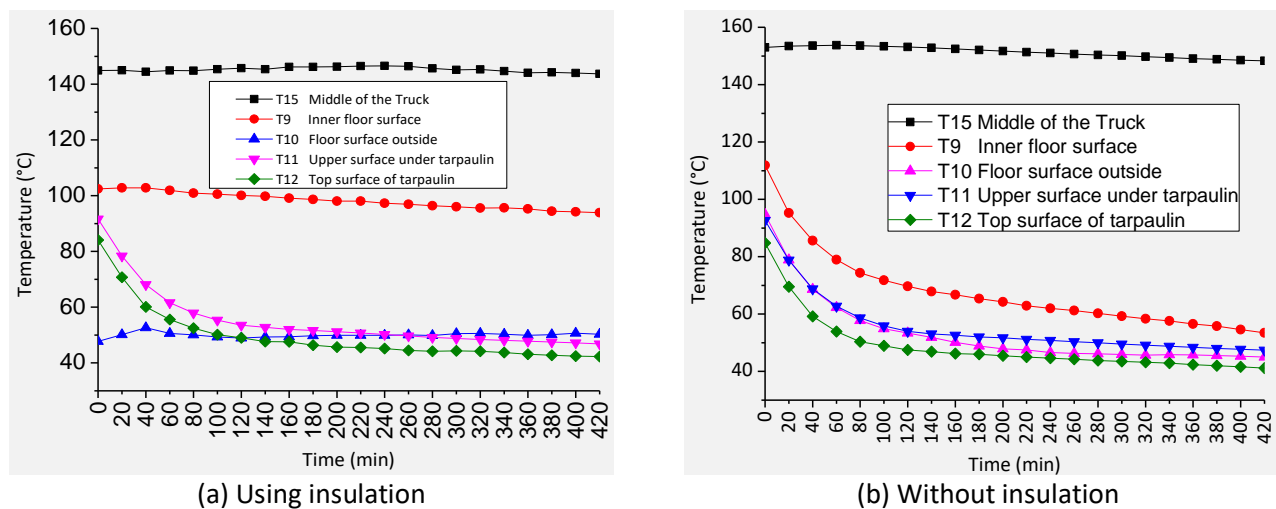 160
140
120
100
80
60
40
Temperature (°C)
T15 Middle of the Truck
T9 Inner floor surface
T10 Floor surface outside
T11 Upper surface under tarpaulin
T12 Top surface of tarpaulin
0 20 40 60 80 100 120 140 160 180 200 220 240 260 280 300 320 340 360 380 400 420
Time (min)
(a) Using insulation
160
140
120
100
80
60
40
Temperature (°C)
T15 Middle of the Truck
T9 Inner floor surface
T10 Floor surface outside
T11 Upper surface under tarpaulin
T12 Top surface of tarpaulin
0 20 40 60 80 100 120 140 160 180 200 220 240 260 280 300 320 340 360 380 400 420
Time (min)
(b) Without insulation